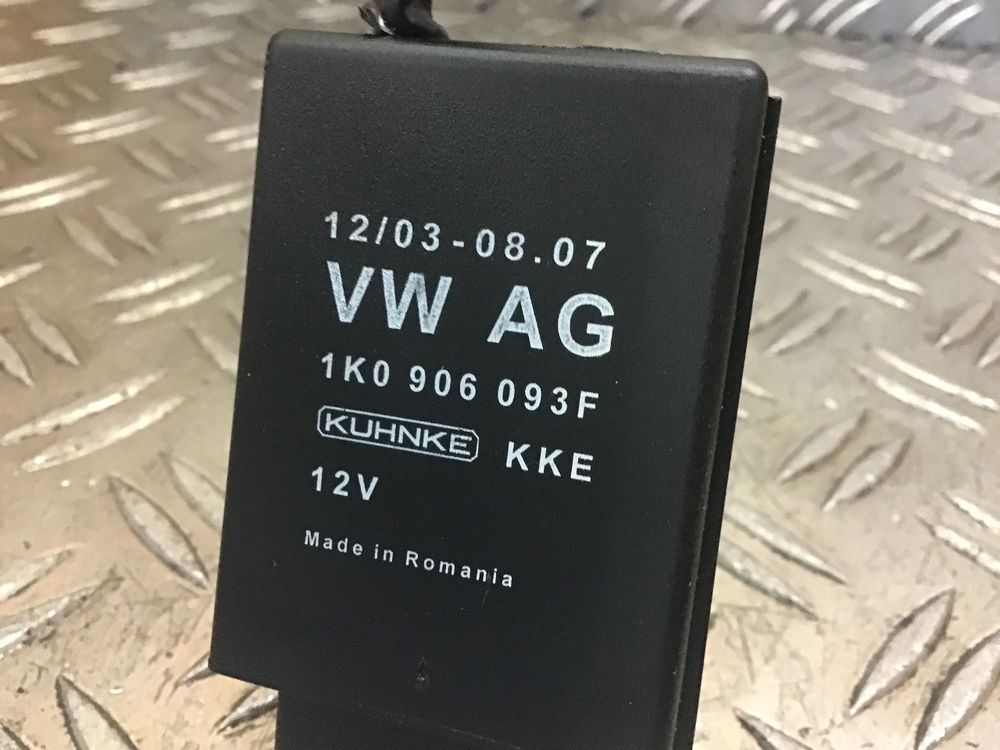 12/03-08.07
VW AG
1K0 906 093F
KUHNKE KKE
12V
Made in Romania